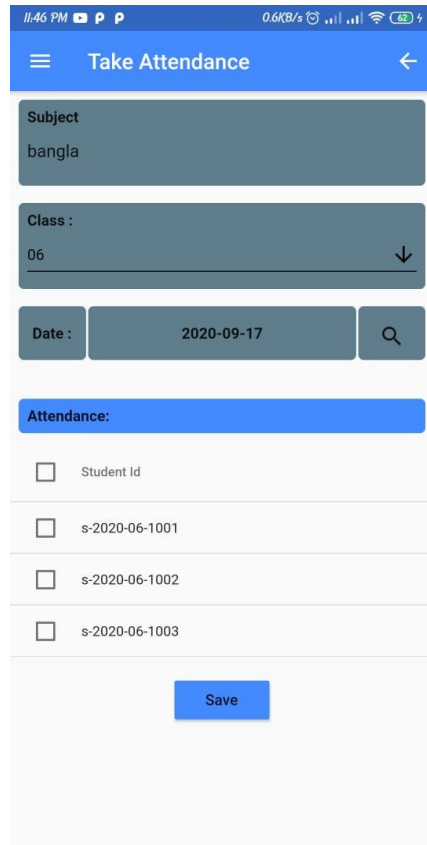 11:46 PM 0.6KB/s 62
Take Attendance
Subject
bangla
Class :
06
Date : 2020-09-17
Attendance:
Student Id
s-2020-06-1001
s-2020-06-1002
s-2020-06-1003
Save